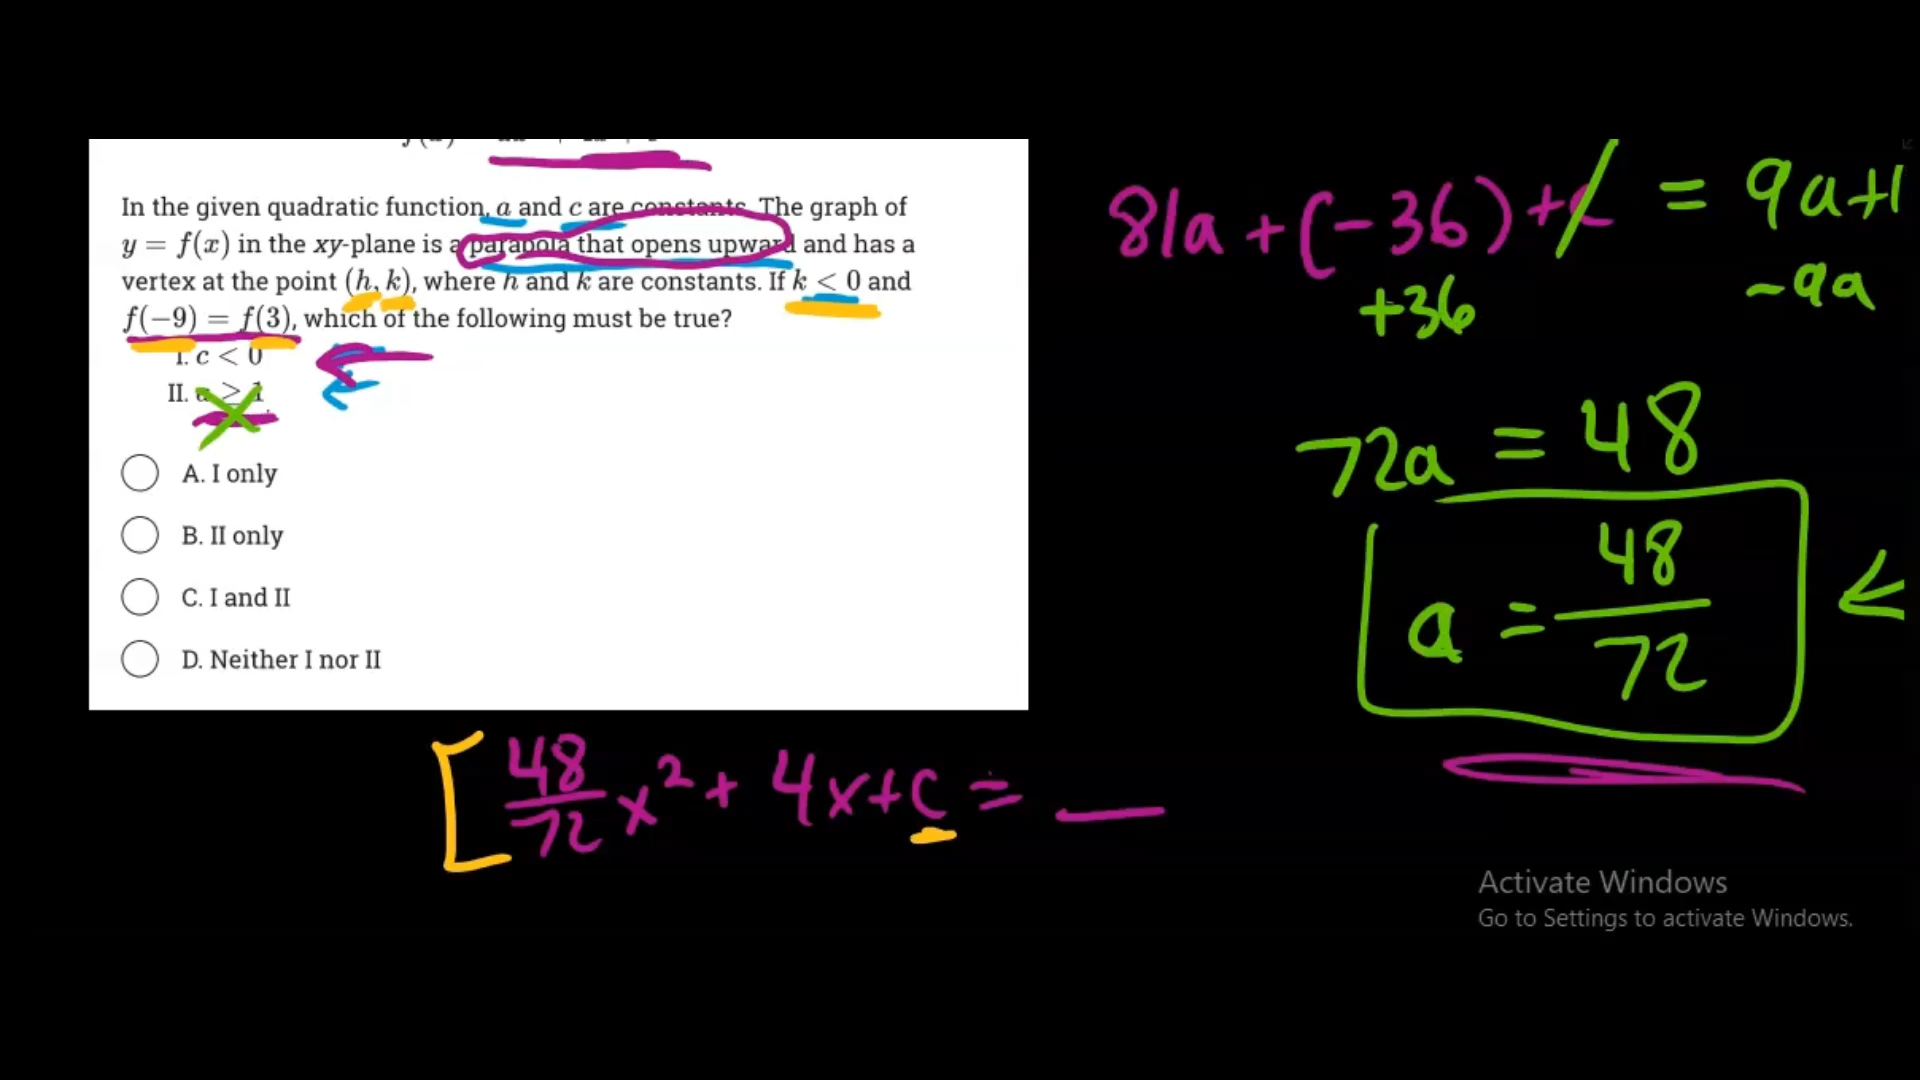 In the given quadratic function, a and c are constants. The graph of
y = f(x) in the xy-plane is a parabola that opens upward and has a
vertex at the point (h, k), where h and k are constants. If k < 0 and
f(−9) = f(3), which of the following must be true?
I. c < 0
II. a ≥ 1
A. I only
B. II only
C. I and II
D. Neither I nor II
81a + (-36) + c = 9a+1
+36 -9a
72a = 48
a = 48/72
48/72 x² + 4x+c =
Activate Windows
Go to Settings to activate Windows.